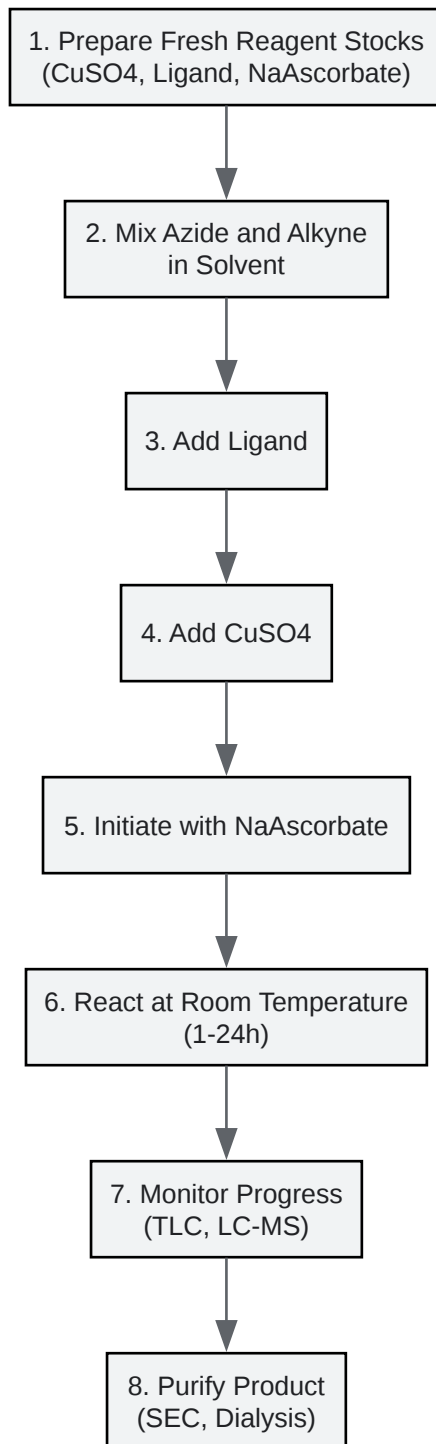 1. Prepare Fresh Reagent Stocks
(CuSO4, Ligand, NaAscorbate)
2. Mix Azide and Alkyne
in Solvent
3. Add Ligand
4. Add CuSO4
5. Initiate with NaAscorbate
6. React at Room Temperature
(1-24h)
7. Monitor Progress
(TLC, LC-MS)
8. Purify Product
(SEC, Dialysis)